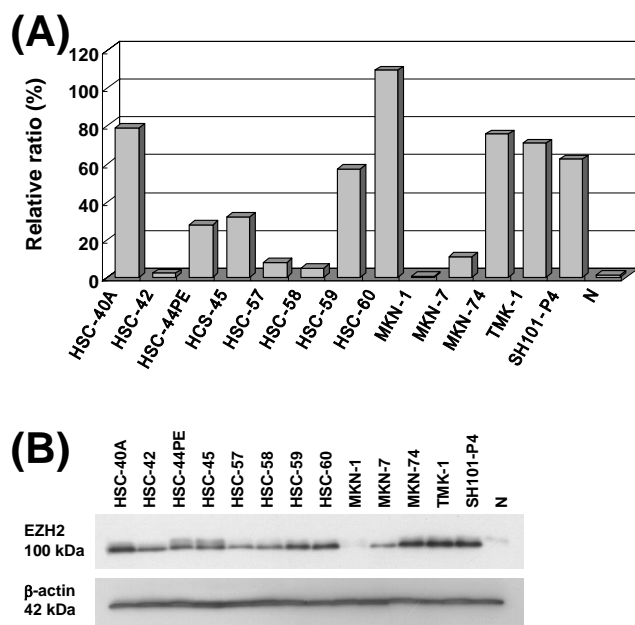 (A)
Relative ratio (%)
120
100
80
60
40
20
0
HSC-40A
HSC-42
HSC-44PE
HCS-45
HSC-57
HSC-58
HSC-59
HSC-60
MKN-1
MKN-7
MKN-74
TMK-1
SH101-P4
N
(B)
HSC-40A
HSC-42
HSC-44PE
HSC-45
HSC-57
HSC-58
HSC-59
HSC-60
MKN-1
MKN-7
MKN-74
TMK-1
SH101-P4
N
EZH2
100 kDa
β-actin
42 kDa